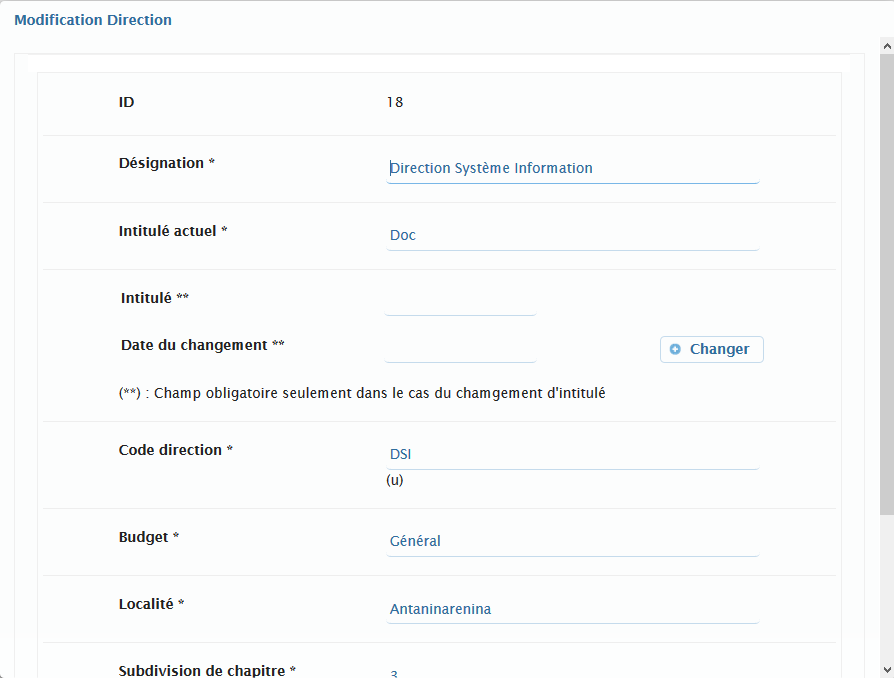 Modification Direction
ID 18
Désignation * Direction Système Information
Intitulé actuel * Doc
Intitulé **
Date du changement ** Changer
(**) : Champ obligatoire seulement dans le cas du chamgement d'intitulé
Code direction * DSI
(u)
Budget * Général
Localité * Antaninarenina
Subdivision de chapitre * 3